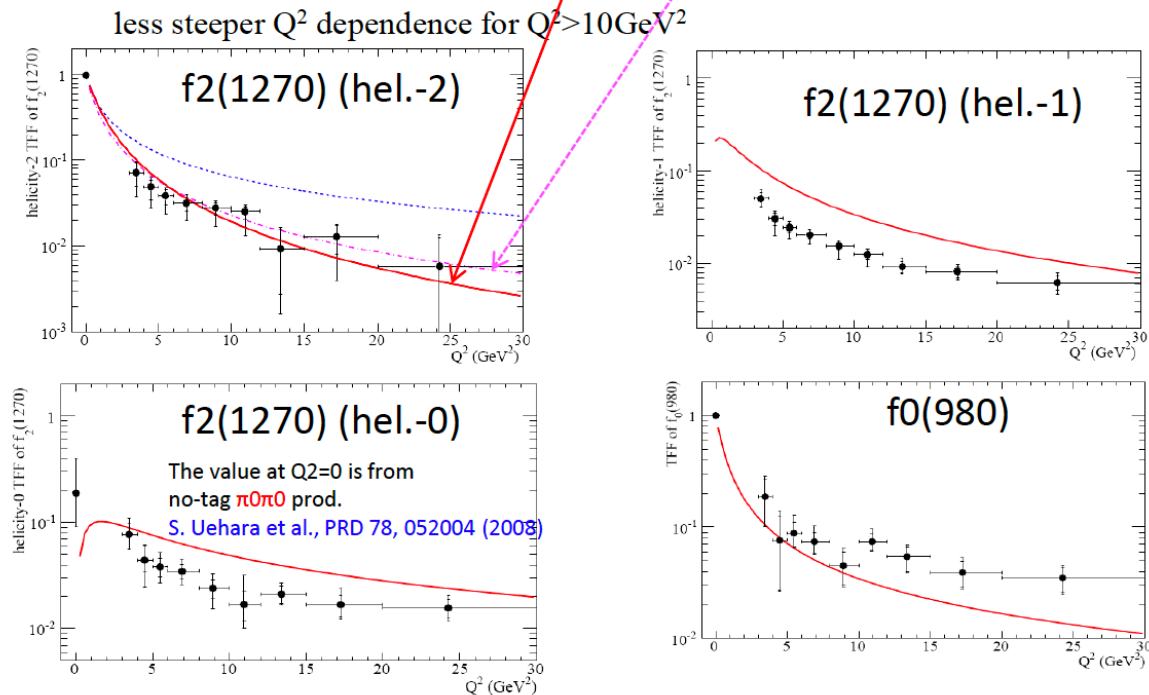 less steeper Q² dependence for Q²>10GeV²
f2(1270) (hel.-2)
helicity-2 TFF of f₂(1270)
1
10⁻¹
10⁻²
10⁻³
5
10
15
20
25
30
Q² (GeV²)
f2(1270) (hel.-1)
helicity-1 TFF of f₂(1270)
1
10⁻¹
10⁻²
0
5
10
15
20
25
30
Q² (GeV²)
f2(1270) (hel.-0)
The value at Q2=0 is from
no-tag π0π0 prod.
S. Uehara et al., PRD 78, 052004 (2008)
helicity-0 TFF of f₂(1270)
1
10⁻¹
10⁻²
0
5
10
15
20
25
30
Q² (GeV²)
f0(980)
TFF of f₀(980)
1
10⁻¹
10⁻²
0
5
10
15
20
25
30
Q² (GeV²)